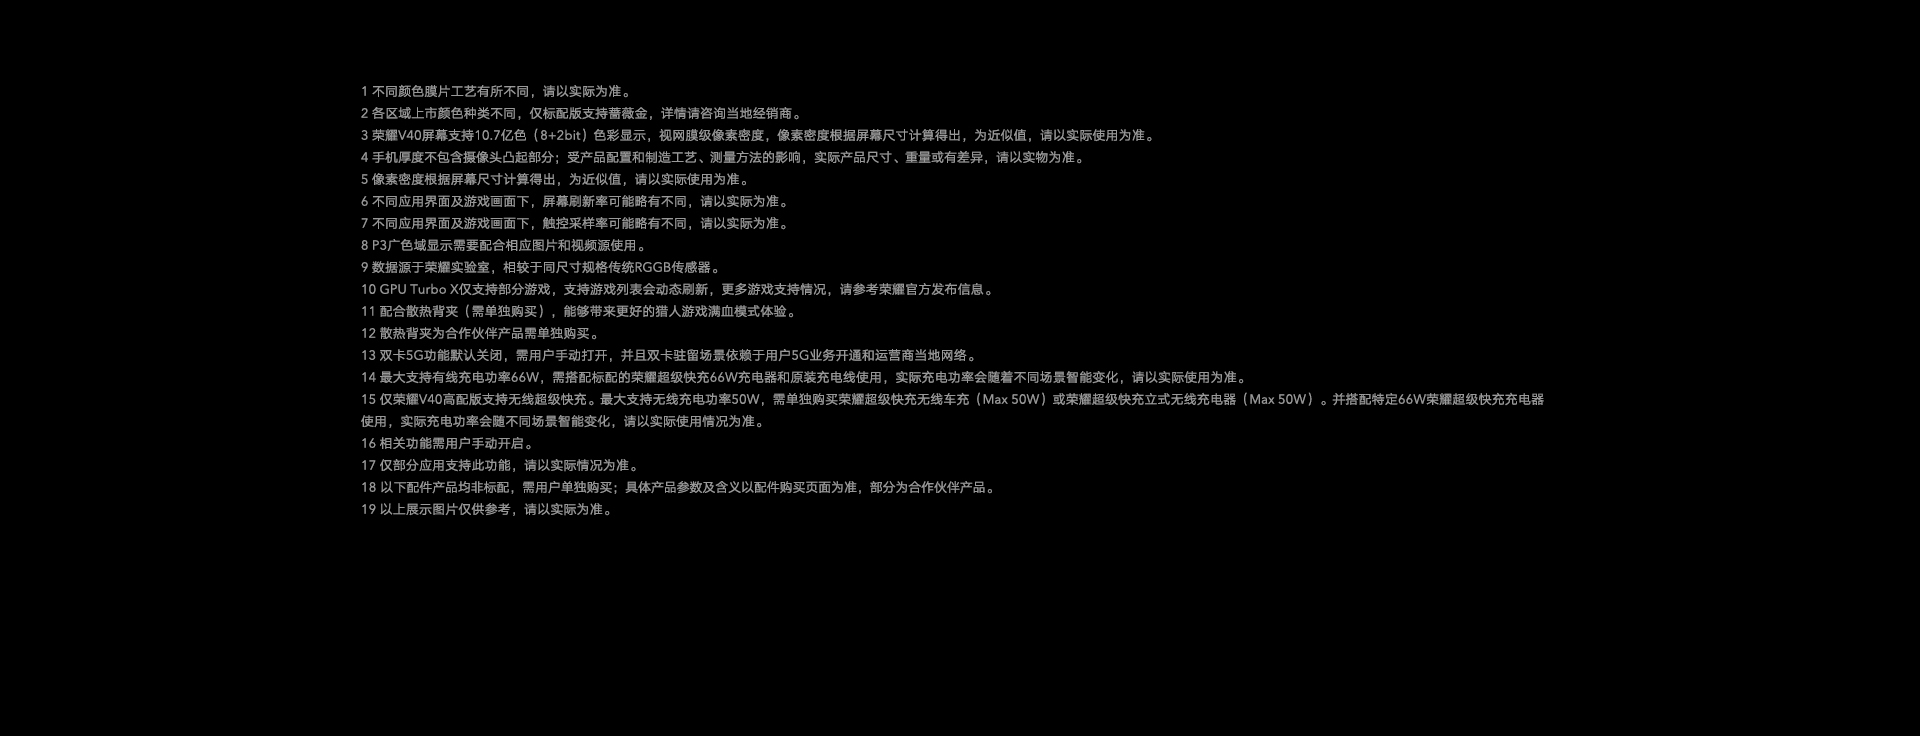 1 不同颜色膜片工艺有所不同，请以实际为准。
2 各区域上市颜色种类不同，仅标配版支持蔷薇金，详情请咨询当地经销商。
3 荣耀V40屏幕支持10.7亿色（8+2bit）色彩显示，视网膜级像素密度，像素密度根据屏幕尺寸计算得出，为近似值，请以实际使用为准。
4 手机厚度不包含摄像头凸起部分；受产品配置和制造工艺、测量方法的影响，实际产品尺寸、重量或有差异，请以实物为准。
5 像素密度根据屏幕尺寸计算得出，为近似值，请以实际使用为准。
6 不同应用界面及游戏画面下，屏幕刷新率可能略有不同，请以实际为准。
7 不同应用界面及游戏画面下，触控采样率可能略有不同，请以实际为准。
8 P3广色域显示需要配合相应图片和视频源使用。
9 数据源于荣耀实验室，相较于同尺寸规格传统RGGB传感器。
10 GPU Turbo X仅支持部分游戏，支持游戏列表会动态刷新，更多游戏支持情况，请参考荣耀官方发布信息。
11 配合散热背夹（需单独购买），能够带来更好的猎人游戏满血模式体验。
12 散热背夹为合作伙伴产品需单独购买。
13 双卡5G功能默认关闭，需用户手动打开，并且双卡驻留场景依赖于用户5G业务开通和运营商当地网络。
14 最大支持有线充电功率66W，需搭配标配的荣耀超级快充66W充电器和原装充电线使用，实际充电功率会随着不同场景智能变化，请以实际使用为准。
15 仅荣耀V40高配版支持无线超级快充。最大支持无线充电功率50W，需单独购买荣耀超级快充无线车充（Max 50W）或荣耀超级快充立式无线充电器（Max 50W）。并搭配特定66W荣耀超级快充充电器
使用，实际充电功率会随不同场景智能变化，请以实际使用情况为准。
16 相关功能需用户手动开启。
17 仅部分应用支持此功能，请以实际情况为准。
18 以下配件产品均非标配，需用户单独购买；具体产品参数及含义以配件购买页面为准，部分为合作伙伴产品。
19 以上展示图片仅供参考，请以实际为准。